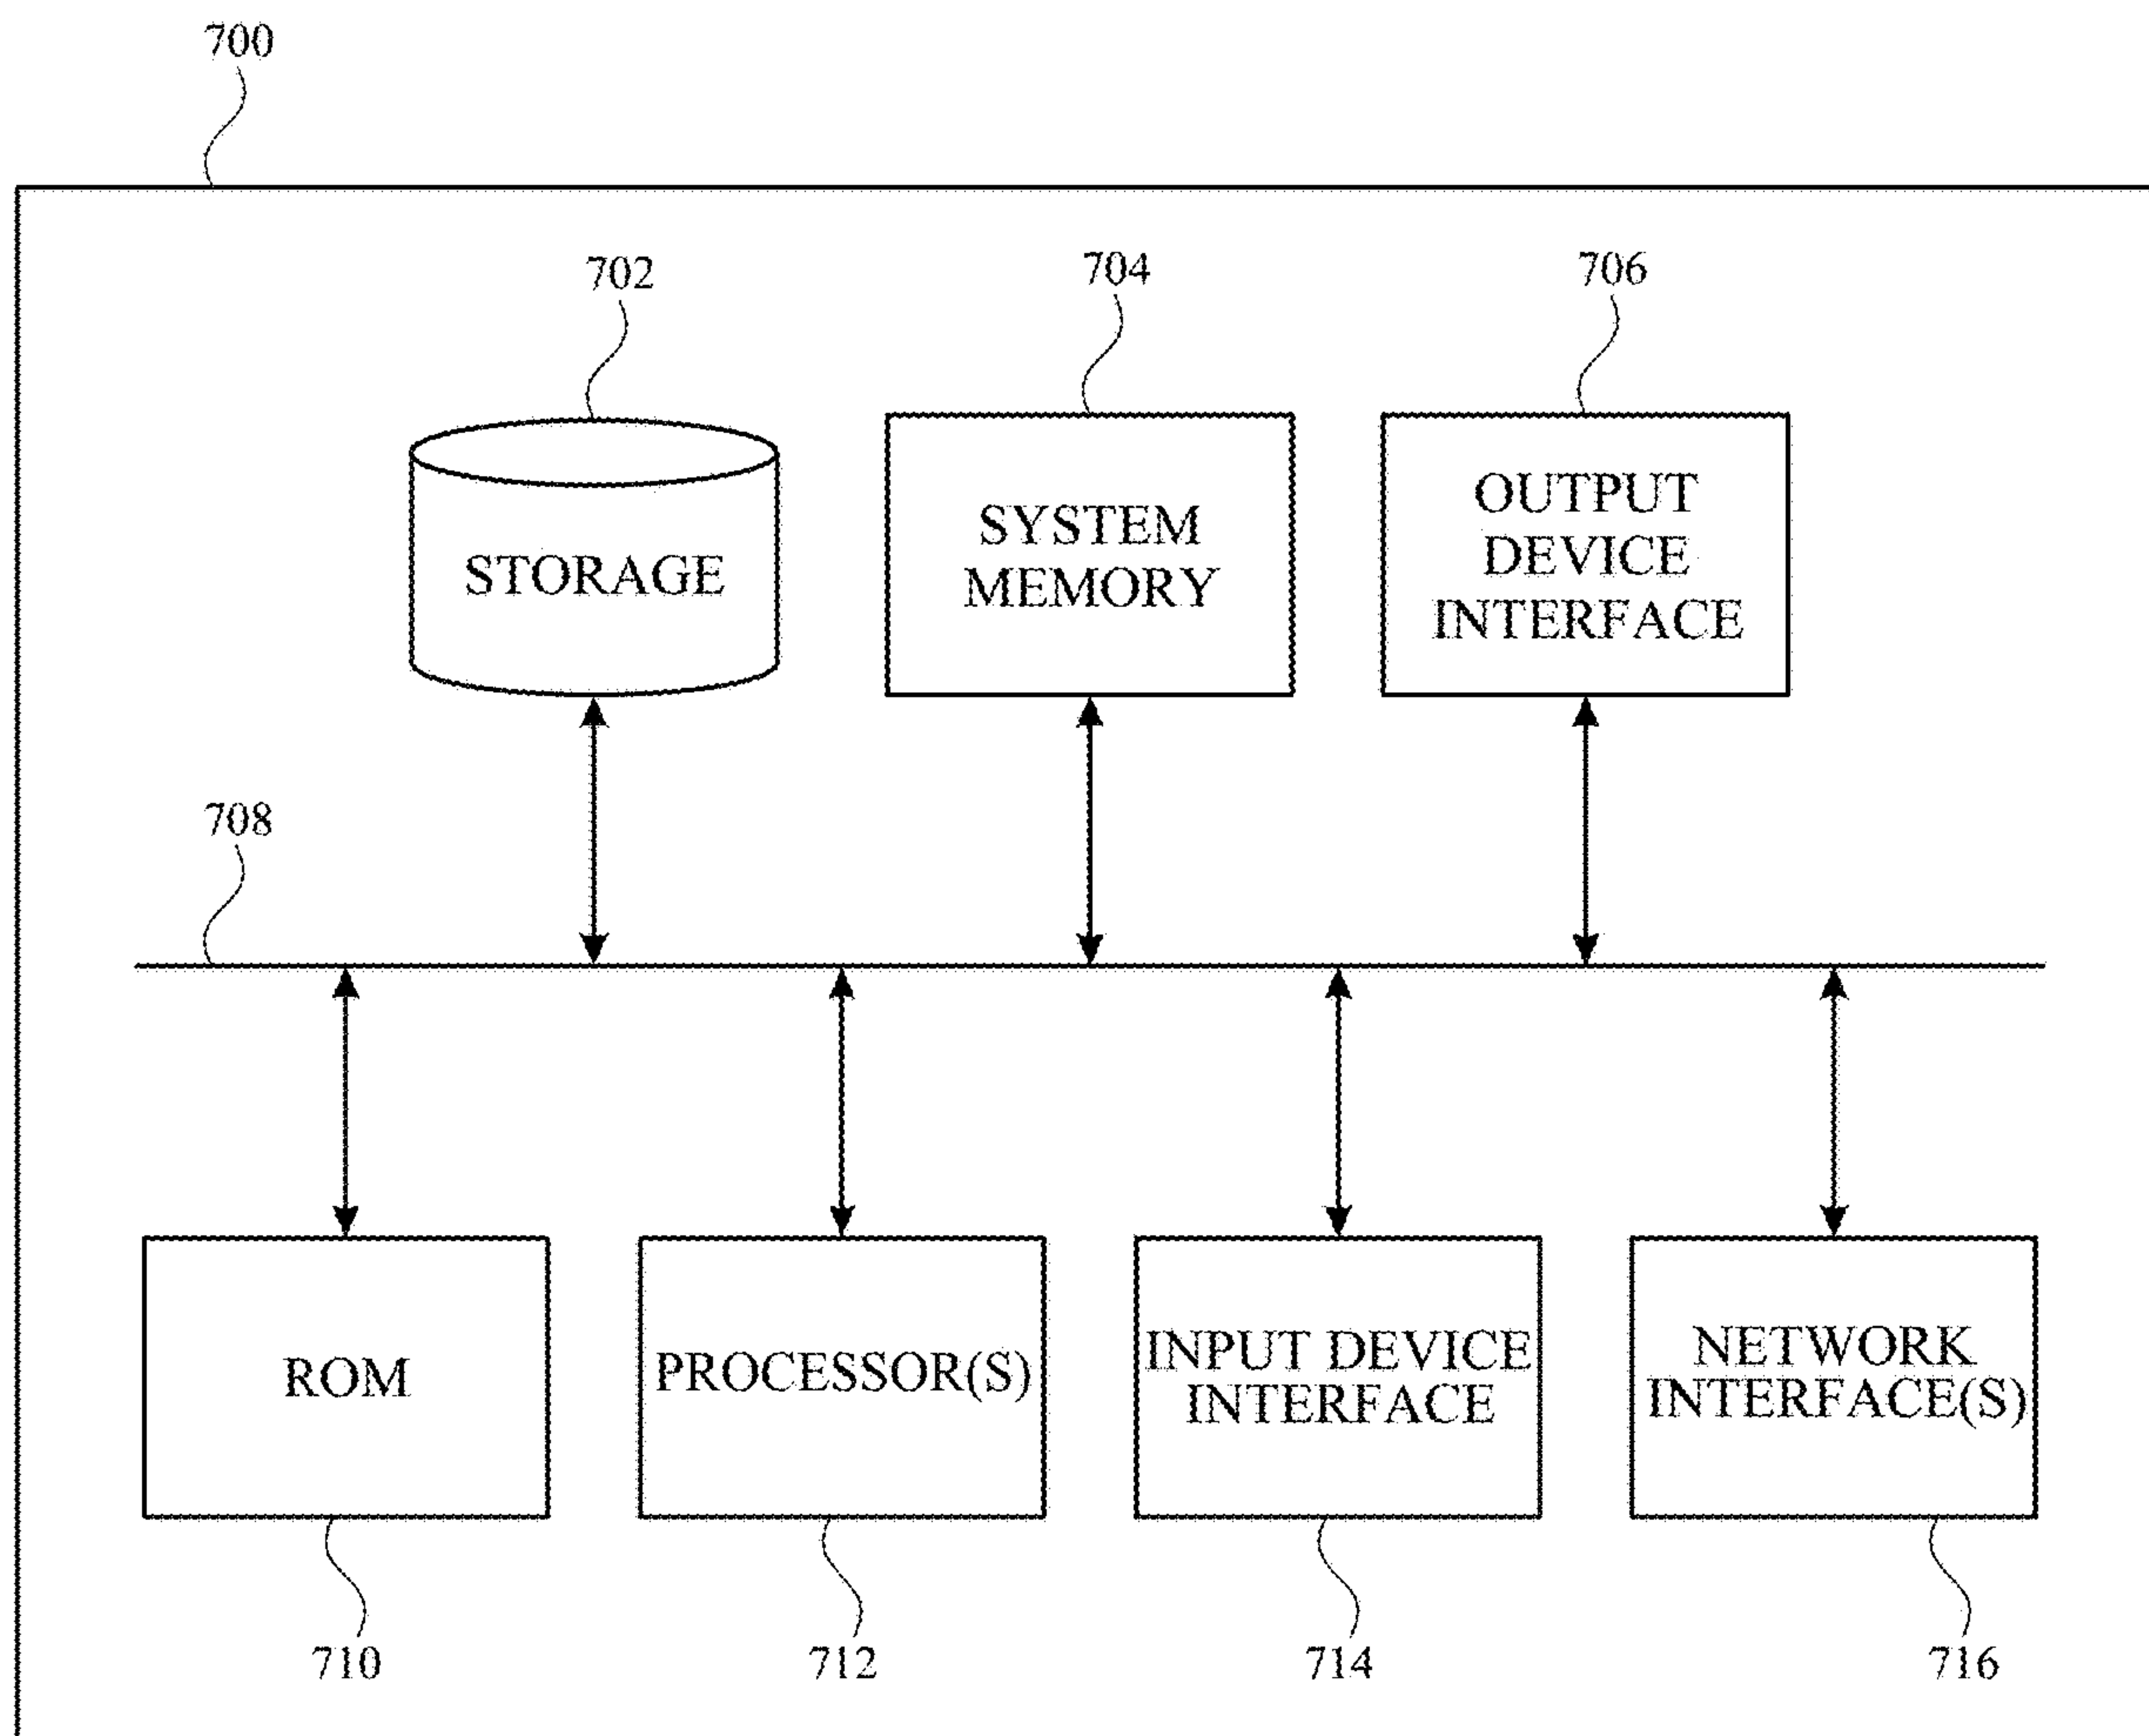 700
702
704
706
STORAGE
SYSTEM
MEMORY
OUTPUT
DEVICE
INTERFACE
708
ROM
PROCESSOR(S)
INPUT DEVICE
INTERFACE
NETWORK
INTERFACE(S)
710
712
714
716